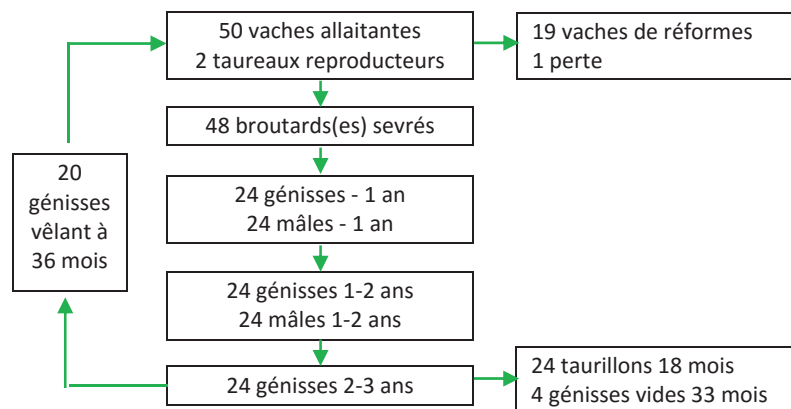 50 vaches allaitantes
2 taureaux reproducteurs
19 vaches de réformes
1 perte
48 broutards(es) sevrés
20
génisses
vêlant à
36 mois
24 génisses - 1 an
24 mâles - 1 an
24 génisses 1-2 ans
24 mâles 1-2 ans
24 génisses 2-3 ans
24 taurillons 18 mois
4 génisses vides 33 mois